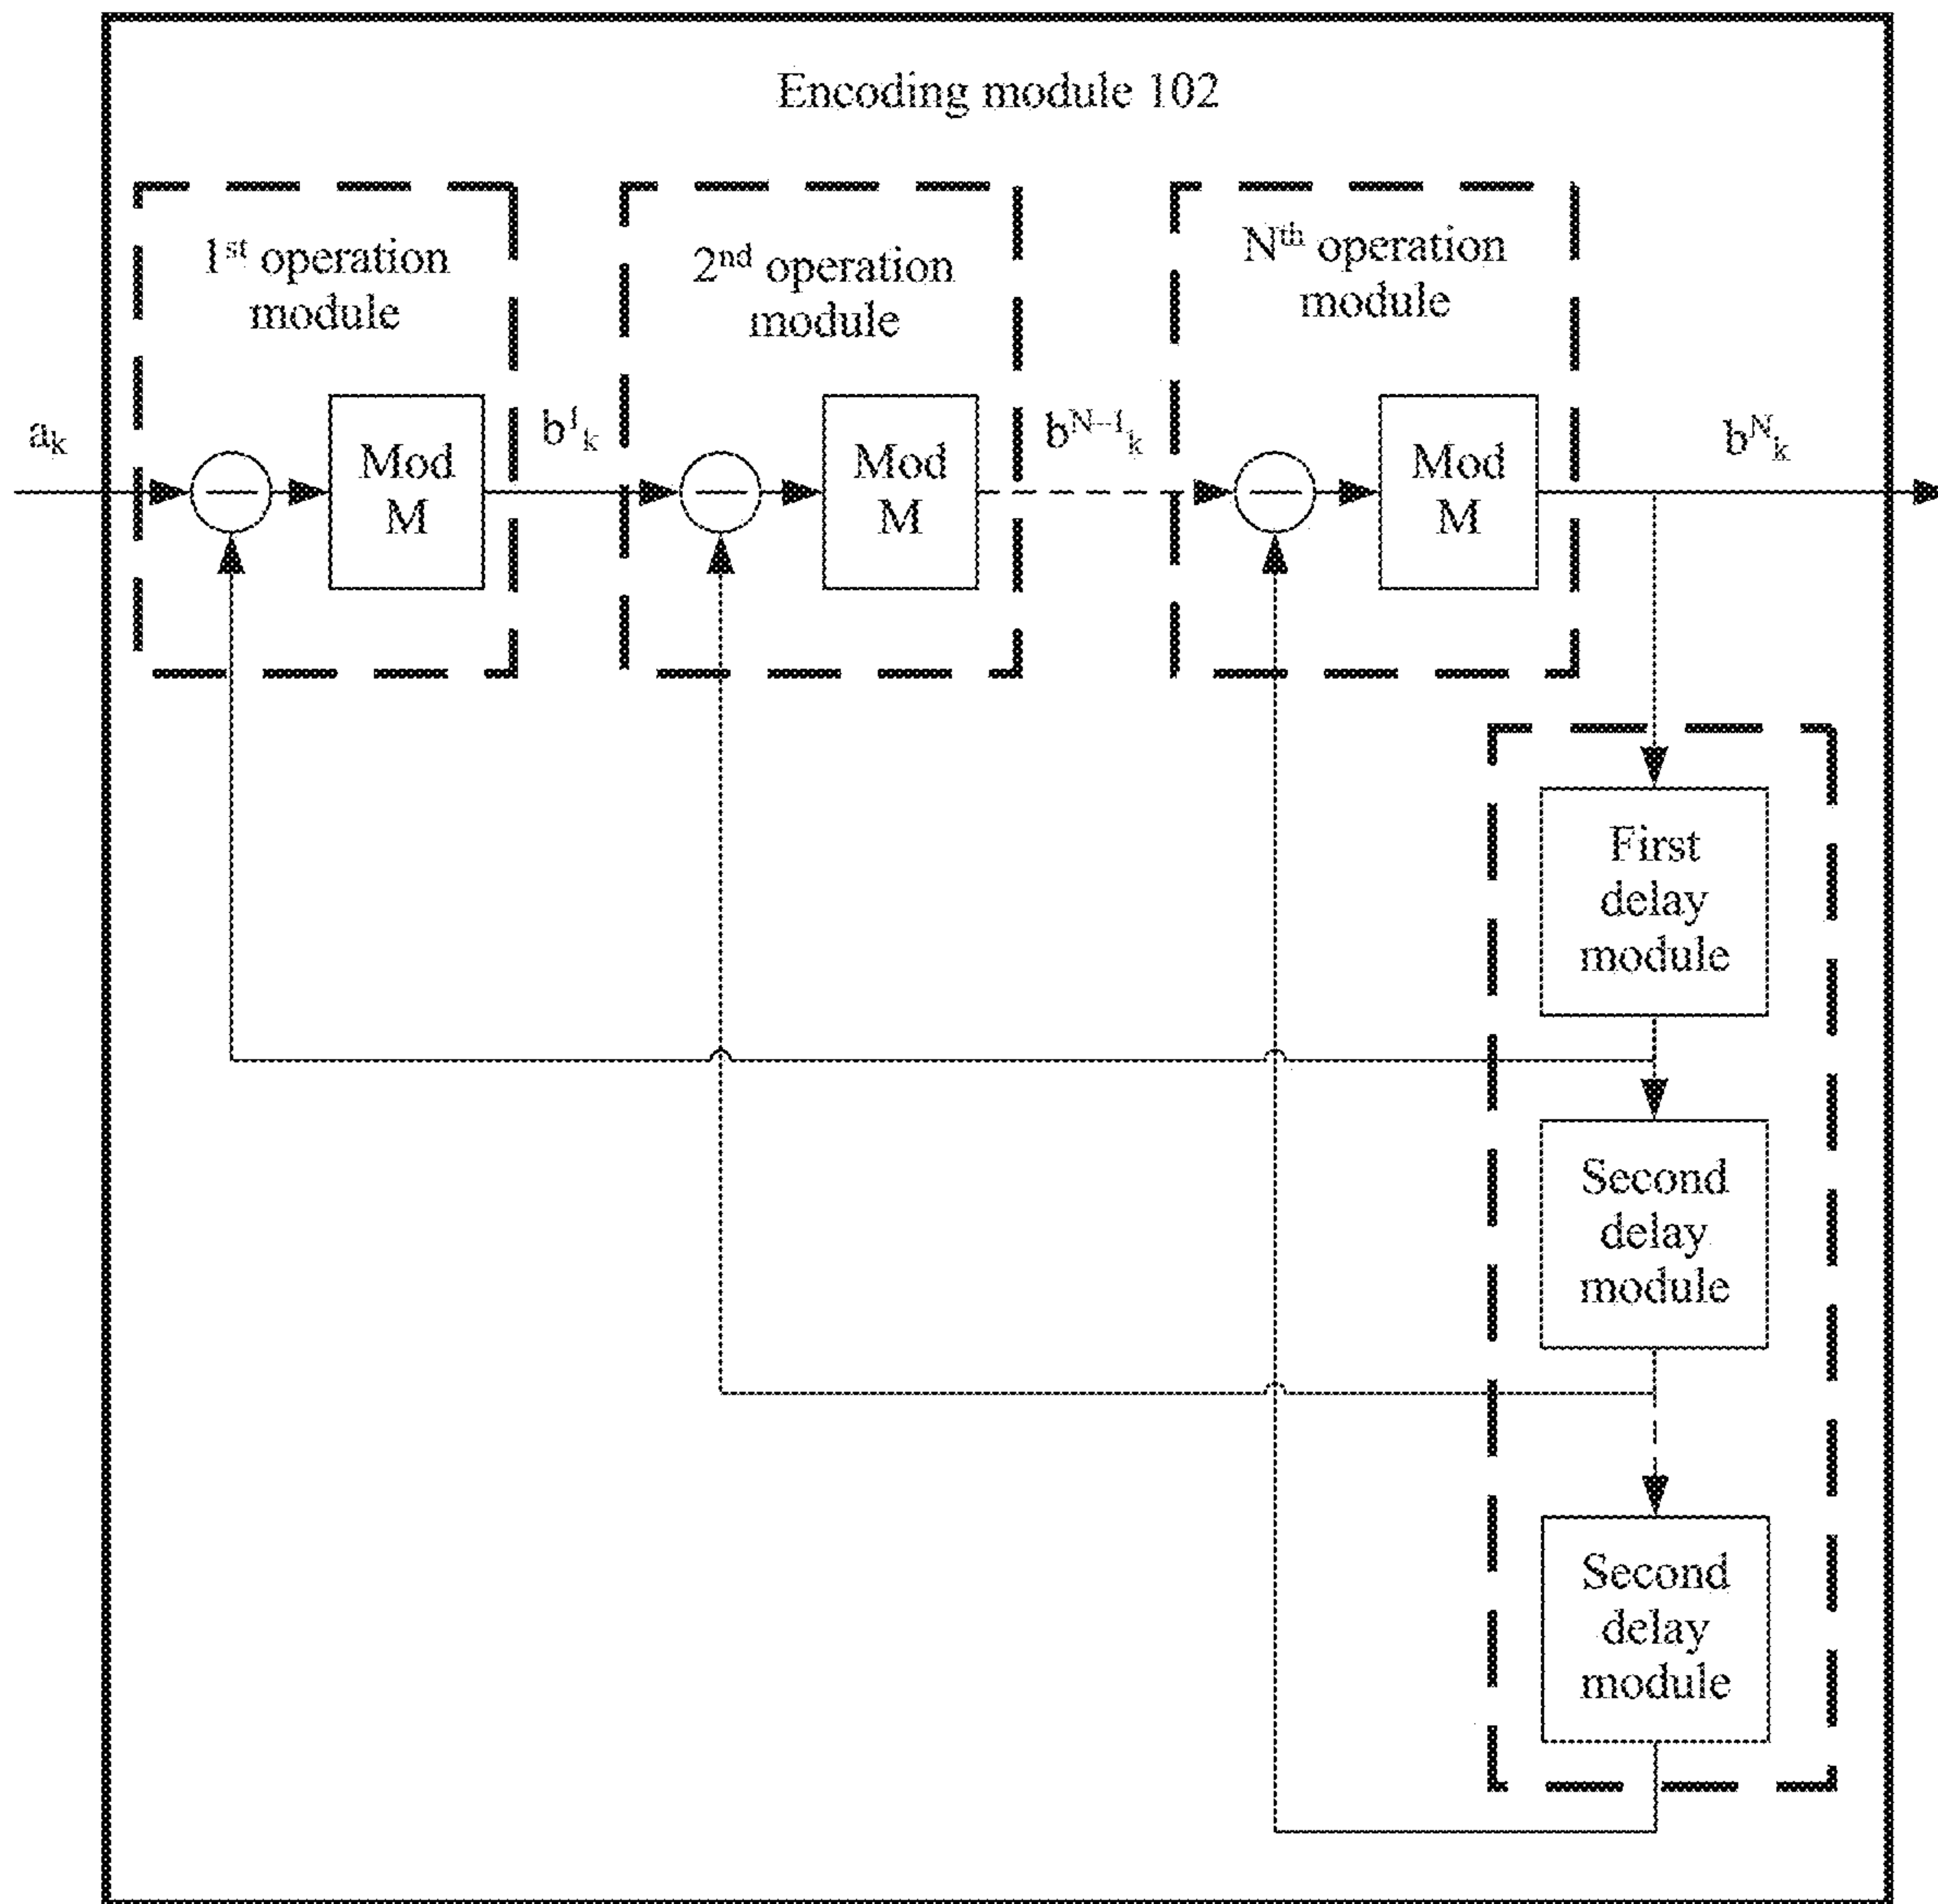 Encoding module 102
1st operation
module
2nd operation
module
Nth operation
module
aₖ
Mod
M
b¹ₖ
Mod
M
bᴺ⁻¹ₖ
Mod
M
bᴺₖ
First
delay
module
Second
delay
module
Second
delay
module